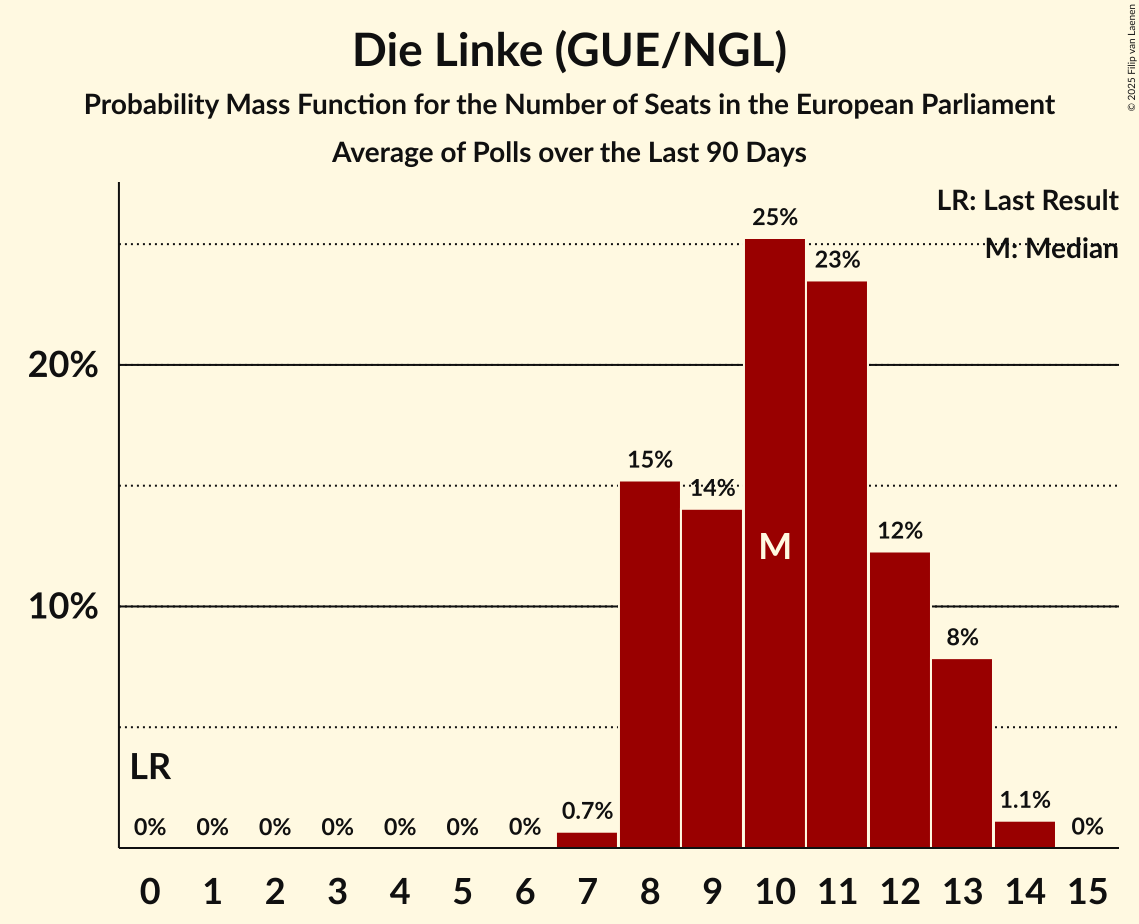 Die Linke (GUE/NGL)
Probability Mass Function for the Number of Seats in the European Parliament
Average of Polls over the Last 90 Days
© 2025 Filip van Laenen
LR: Last Result
M: Median
25%
23%
20%
15%
14%
12%
M
10%
8%
LR
0% 0% 0% 0% 0% 0% 0% 0.7% 1.1% 0%
0 1 2 3 4 5 6 7 8 9 10 11 12 13 14 15